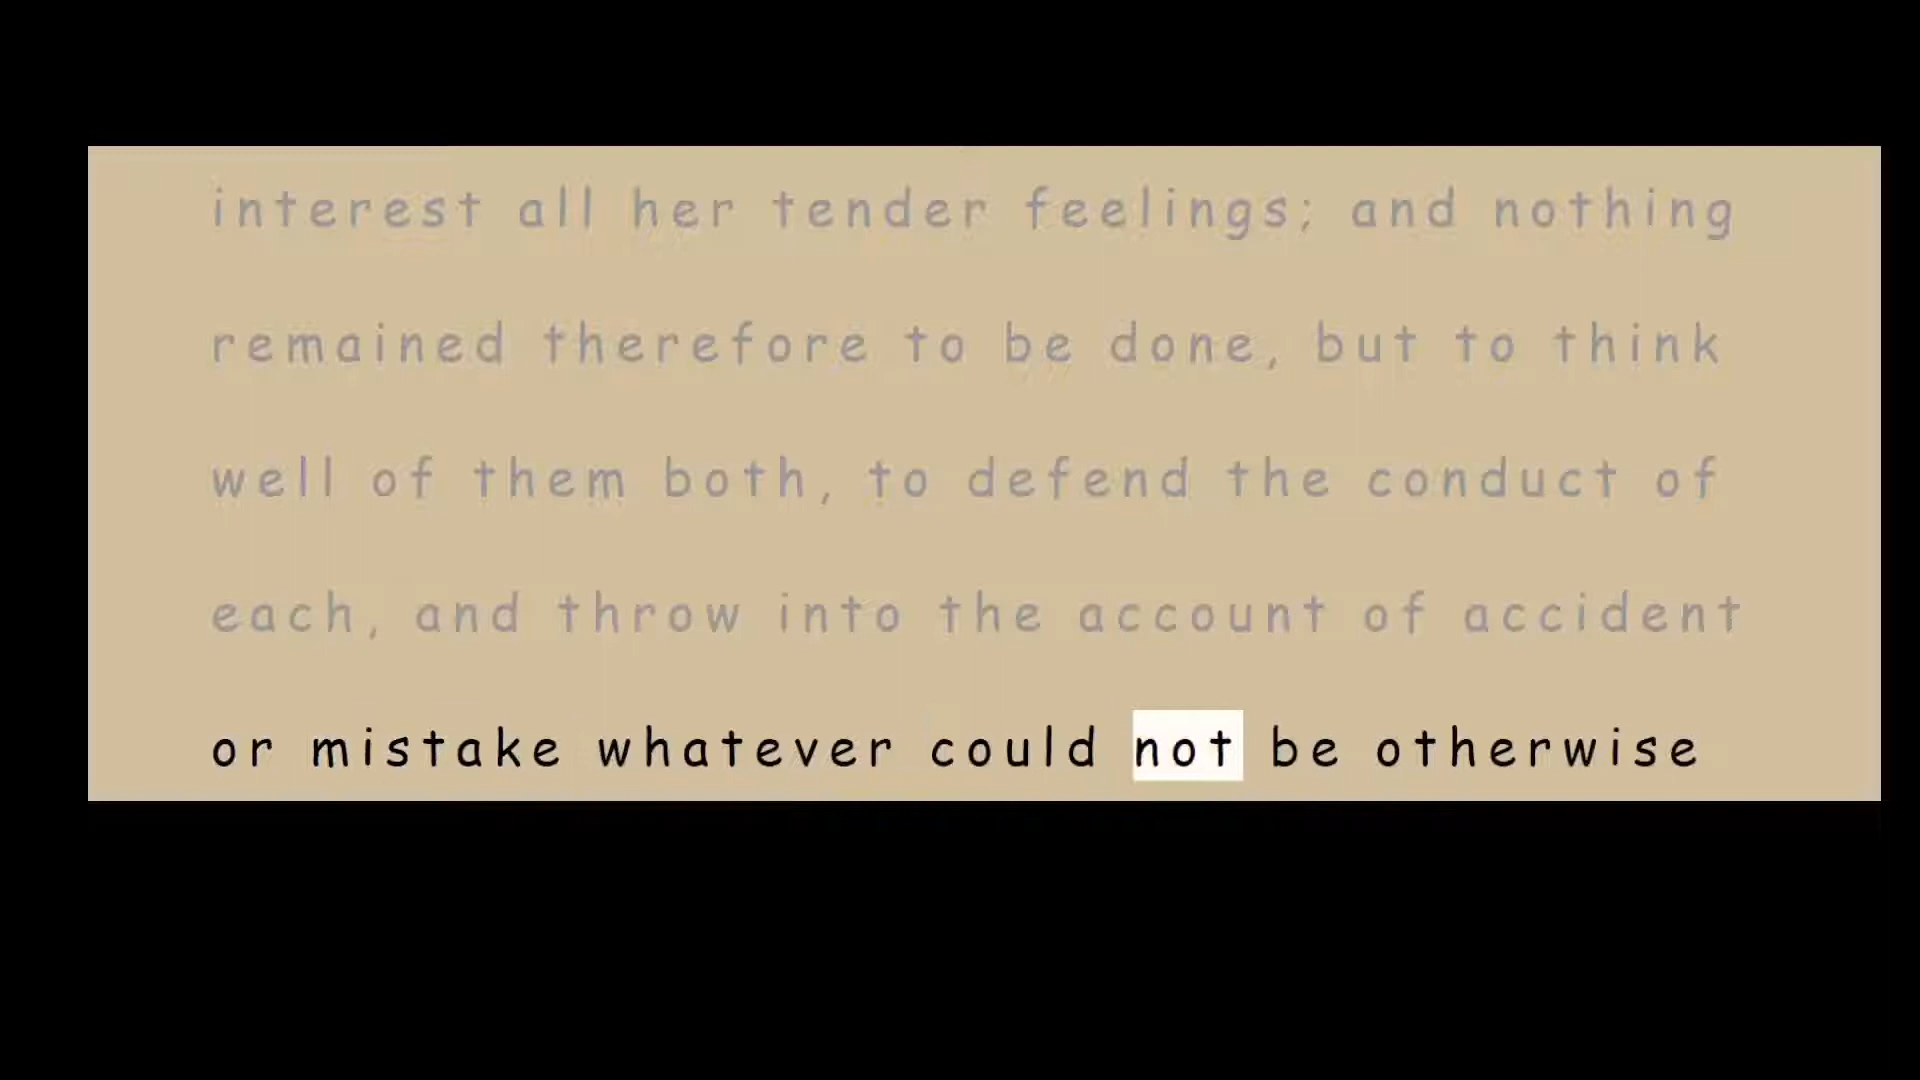 interest all her tender feelings; and nothing
remained therefore to be done, but to think
well of them both, to defend the conduct of
each, and throw into the account of accident
or mistake whatever could not be otherwise